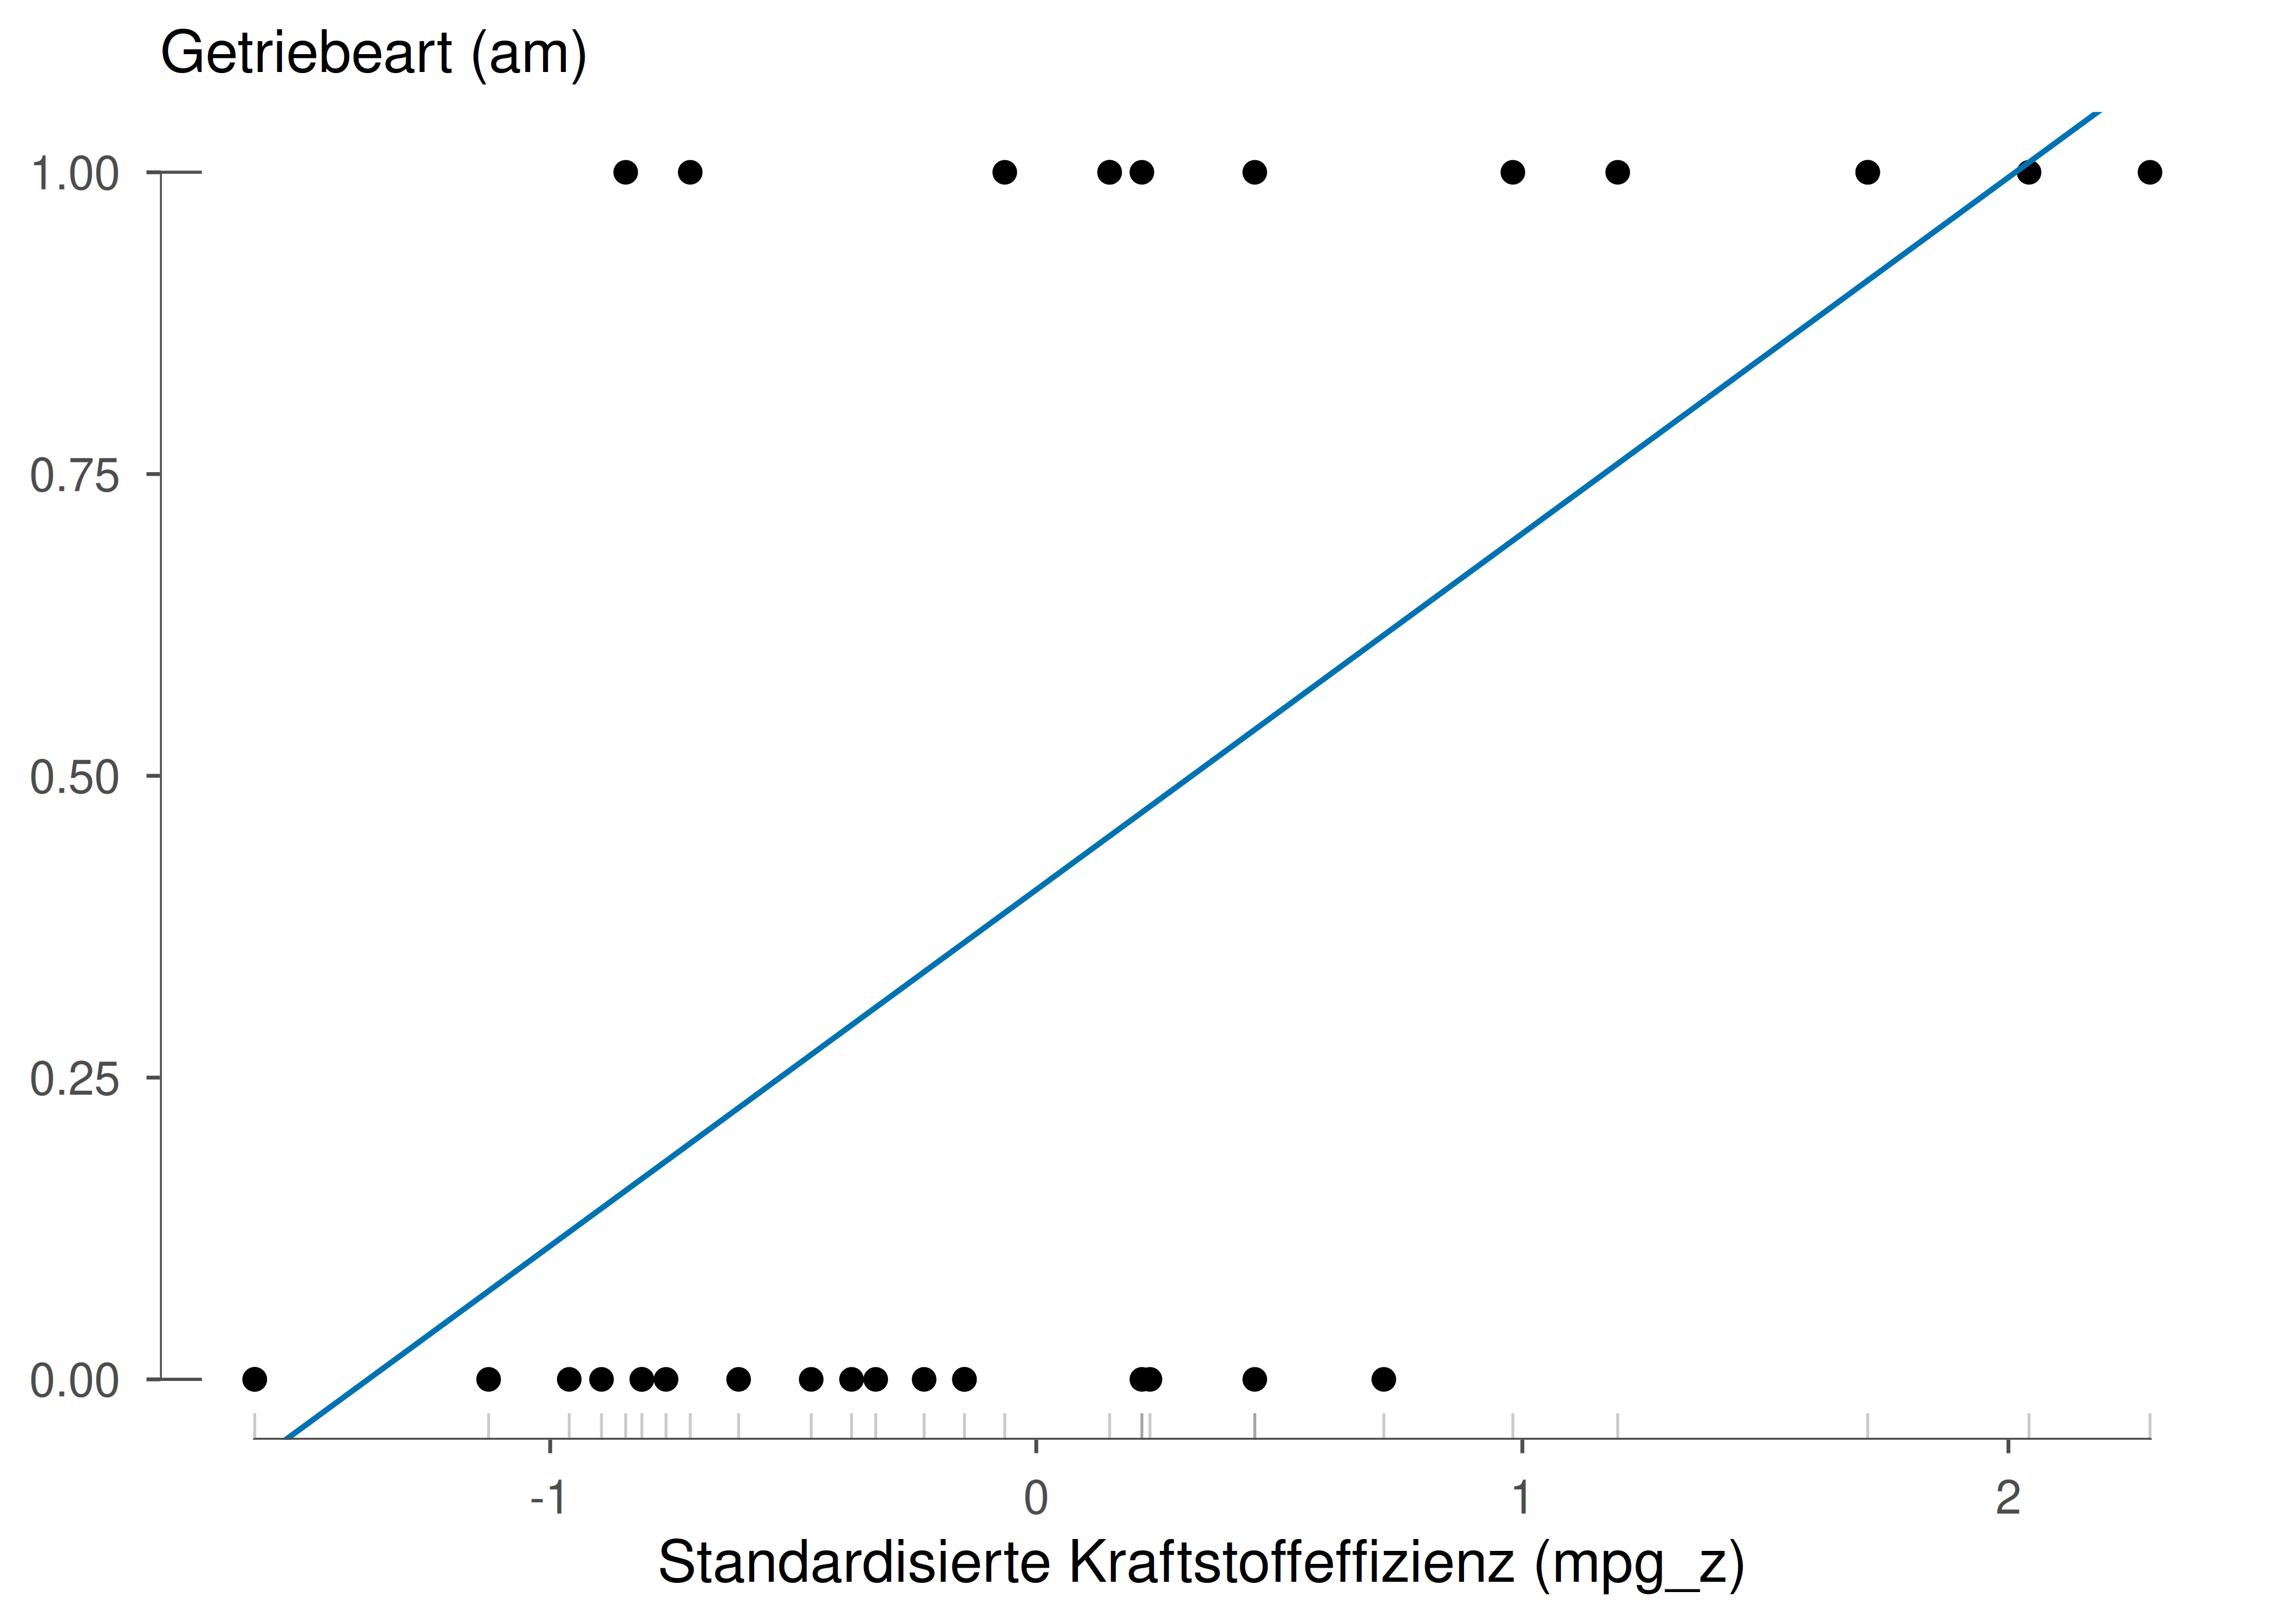 Getriebeart (am)
1.00
0.75
0.50
0.25
0.00
-1 0 1 2
Standardisierte Kraftstoffeffizienz (mpg_z)